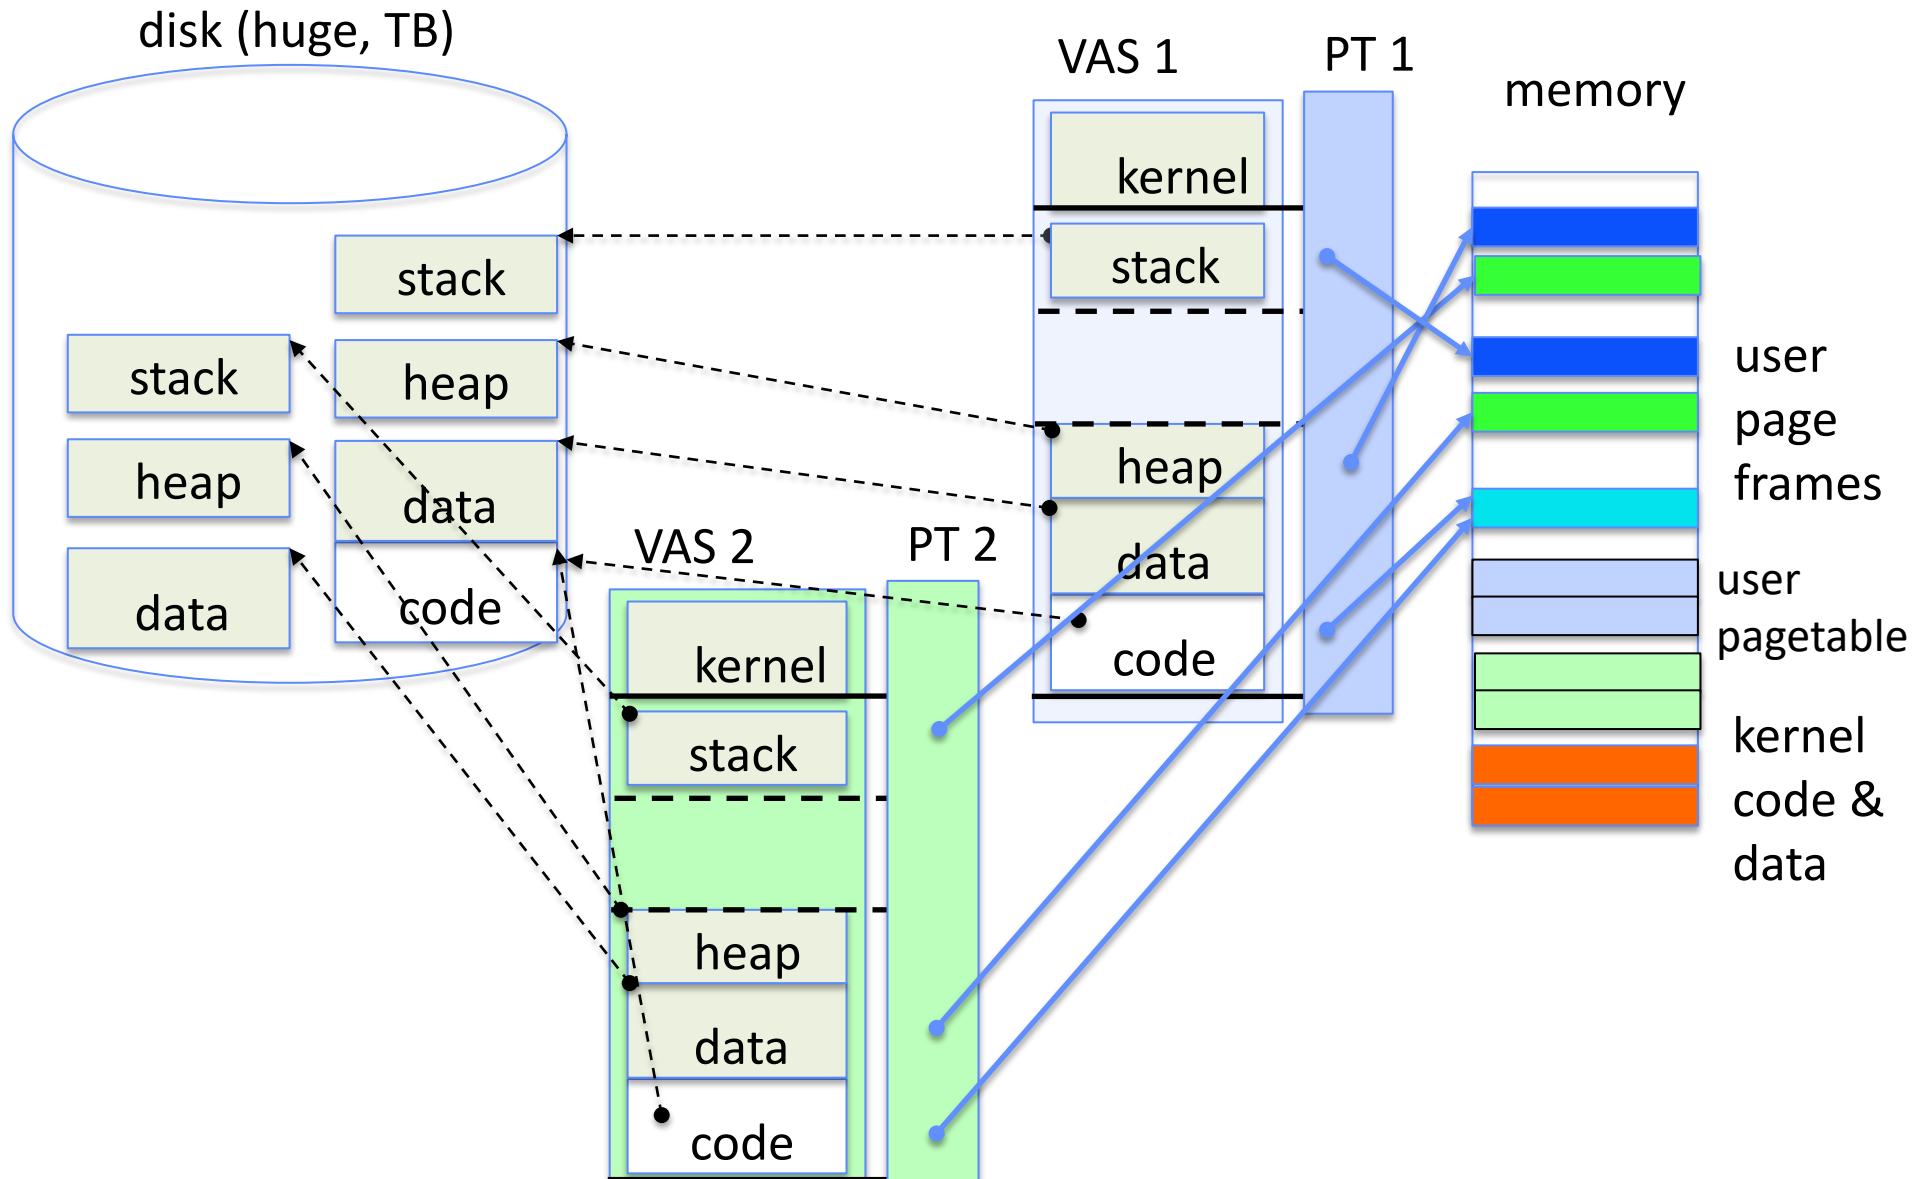 disk (huge, TB)
VAS 1
PT 1
memory
kernel
stack
heap
data
code
stack
heap
data
code
stack
heap
data
VAS 2
PT 2
kernel
stack
heap
data
code
user
page
frames
user
pagetable
kernel
code &
data